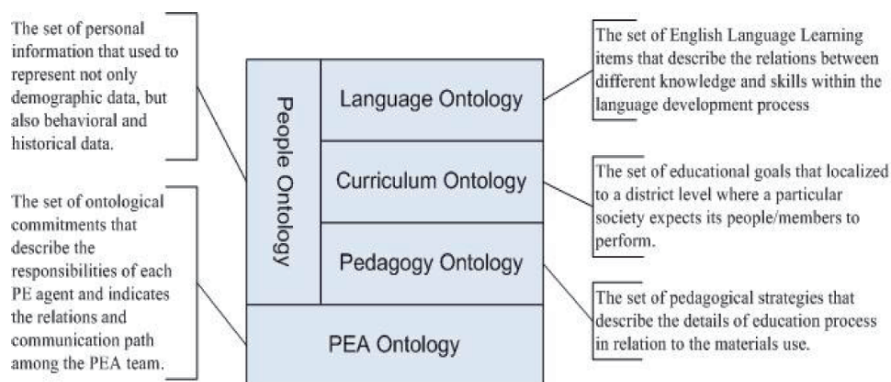 The set of personal
information that used to
represent not only
demographic data, but
also behavioral and
historical data.
The set of ontological
commitments that
describe the
responsibilities of each
PE agent and indicates
the relations and
communication path
among the PEA team.
People Ontology
Language Ontology
Curriculum Ontology
Pedagogy Ontology
PEA Ontology
The set of English Language Learning
items that describe the relations between
different knowledge and skills within the
language development process
The set of educational goals that localized
to a district level where a particular
society expects its people/members to
perform.
The set of pedagogical strategies that
describe the details of education process
in relation to the materials use.